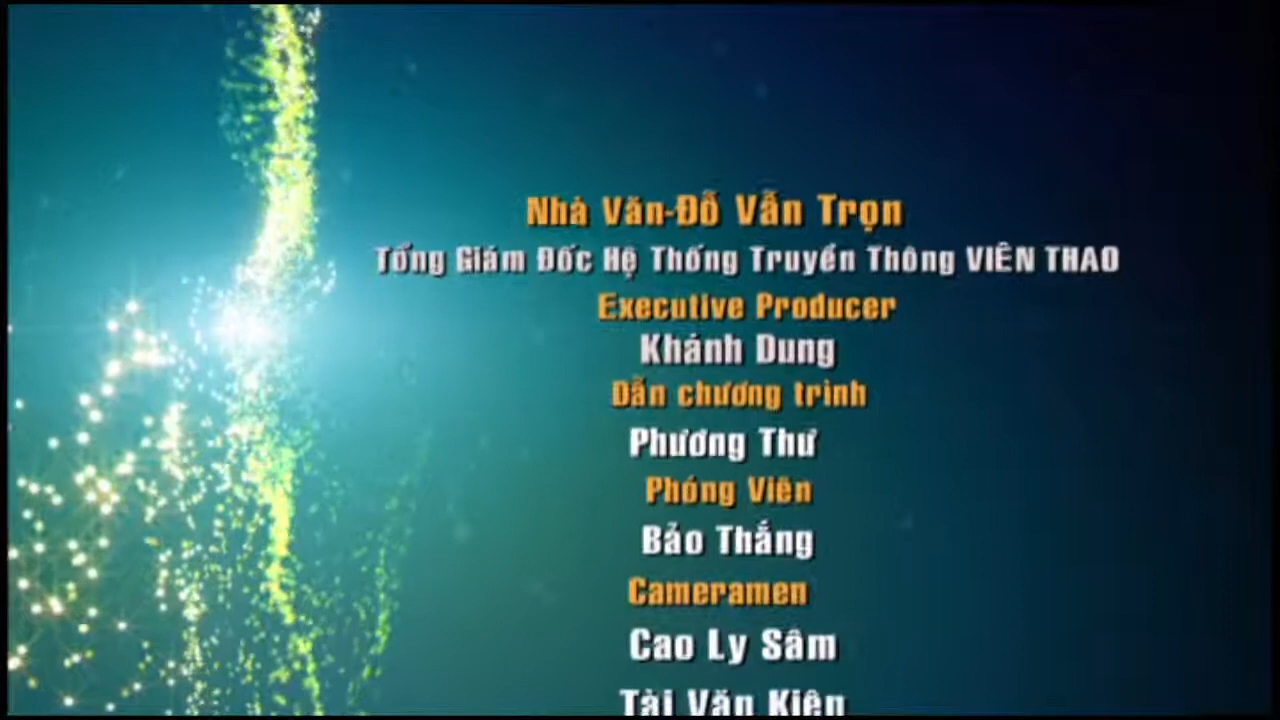 Nhà Văn-Đỗ Vẫn Trọn
Tổng Giám Đốc Hệ Thống Truyền Thông VIÊN THAO
Executive Producer
Khánh Dung
Dẫn chương trình
Phương Thư
Phóng Viên
Bảo Thắng
Cameramen
Cao Ly Sâm
Tài Văn Kiên